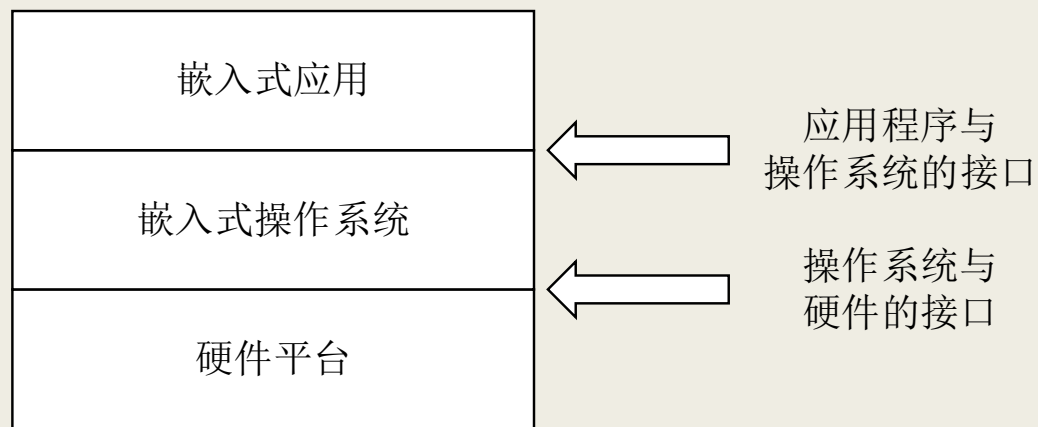 嵌入式应用
应用程序与
操作系统的接口
嵌入式操作系统
操作系统与
硬件的接口
硬件平台